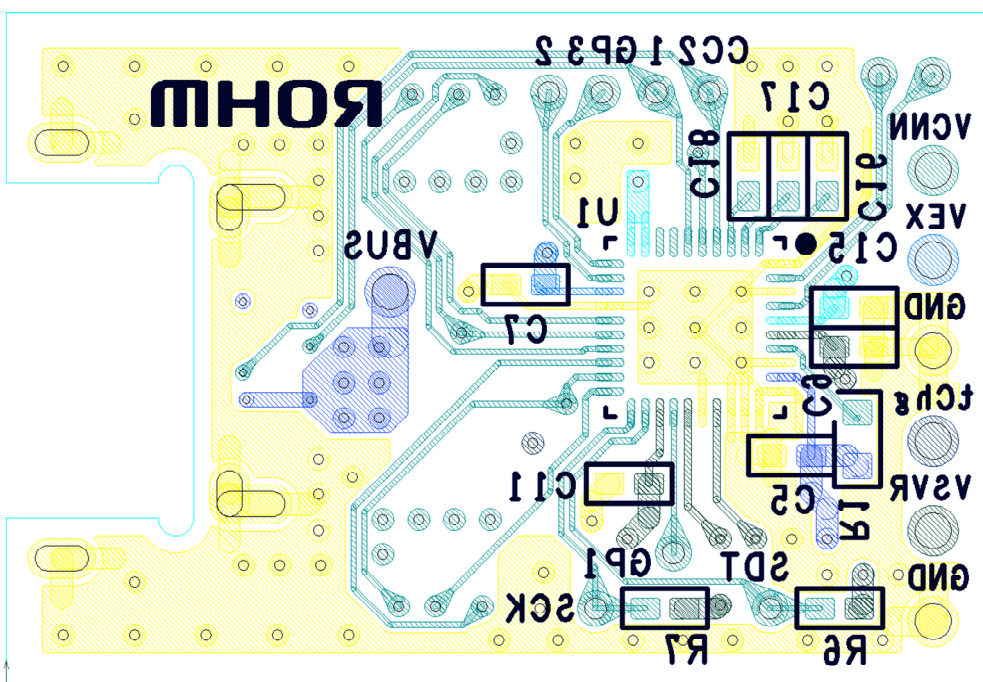 CC2 1 GP3 2
ROHM
C17
VCNN
C18
C16
U1
VEX
VBUS
C15
GND
C7
C9
tChg
C11
C5
R1
VSVR
GP1
SDT
GND
SCK
R7
R6